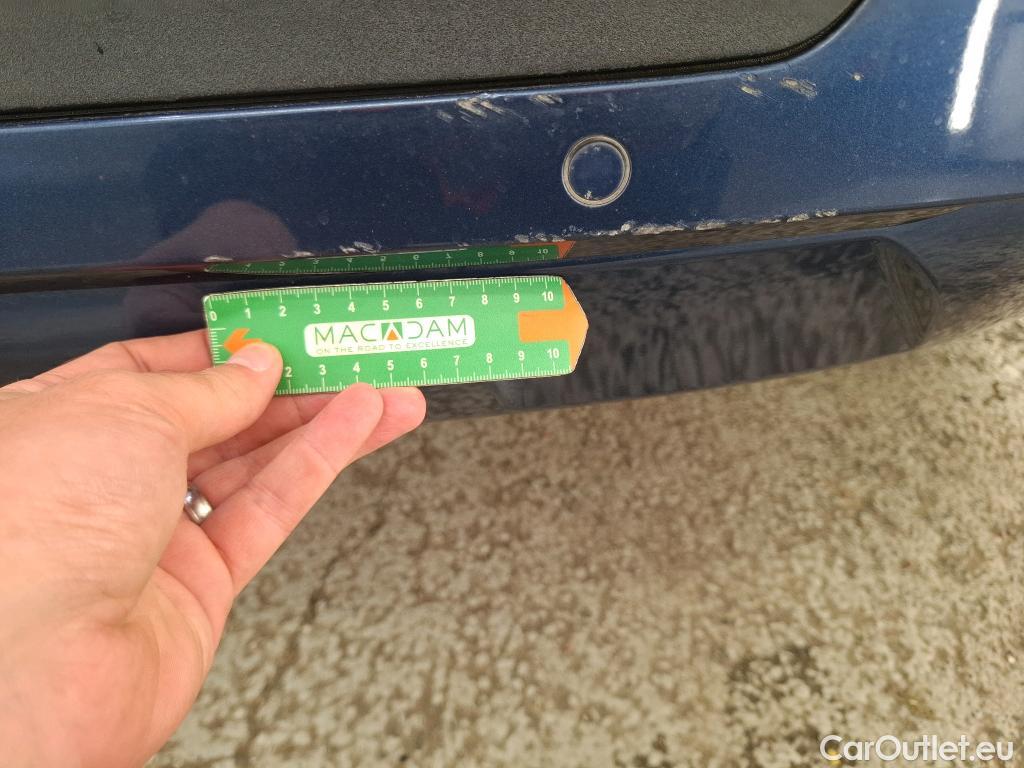 0 1 2 3 4 5 6 7 8 9 10
MACADAM
ON THE ROAD TO EXCELLENCE
2 3 4 5 6 7 8 9 10
CarOutlet.eu